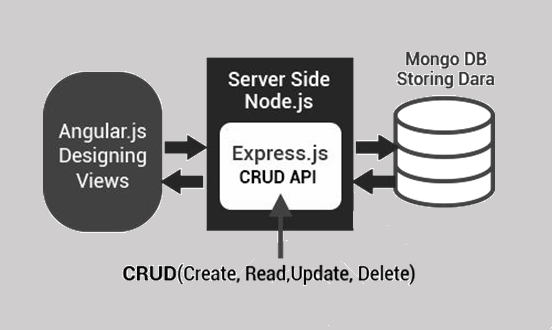 Mongo DB
Storing Dara
Server Side
Node.js
Angular.js
Designing
Views
Express.js
CRUD API
CRUD(Create, Read,Update, Delete)